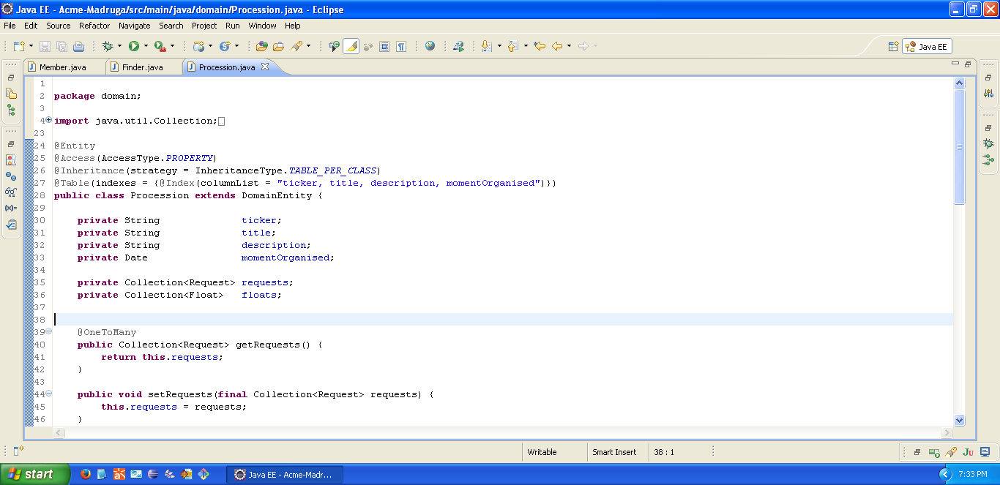 Java EE - Acme-Madruga/src/main/java/domain/Procession.java - Eclipse
File Edit Source Refactor Navigate Search Project Run Window Help
Java EE
Member.java Finder.java Procession.java
1
2 package domain;
3
4 import java.util.Collection;
23
24 @Entity
25 @Access(AccessType.PROPERTY)
26 @Inheritance(strategy = InheritanceType.TABLE_PER_CLASS)
27 @Table(indexes = {@Index(columnList = "ticker, title, description, momentOrganised")})
28 public class Procession extends DomainEntity {
29
30 private String ticker;
31 private String title;
32 private String description;
33 private Date momentOrganised;
34
35 private Collection<Request> requests;
36 private Collection<Float> floats;
37
38
39 @OneToMany
40 public Collection<Request> getRequests() {
41 return this.requests;
42 }
43
44 public void setRequests(final Collection<Request> requests) {
45 this.requests = requests;
46 }
Writable Smart Insert 38 : 1
start Java EE - Acme-Madr... 7:33 PM